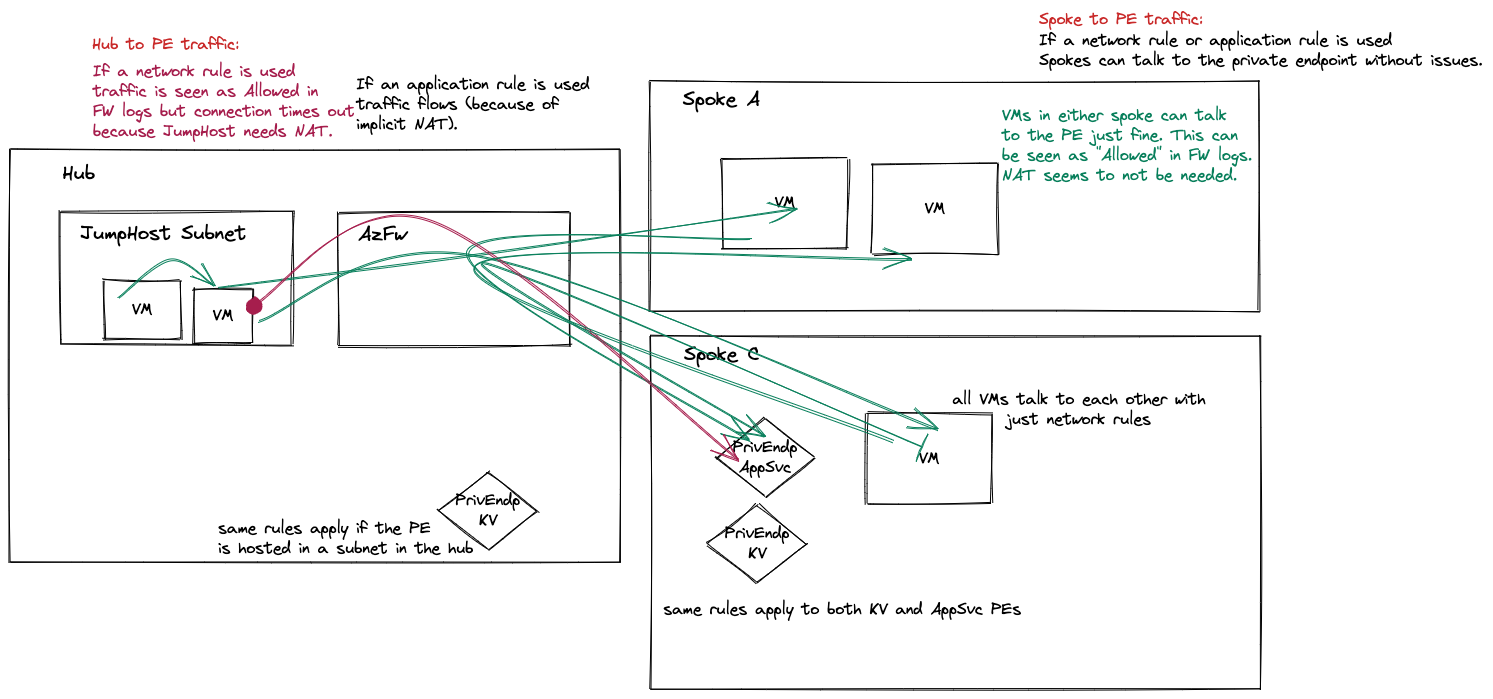 Hub to PE traffic:
If a network rule is used
traffic is seen as Allowed in
FW logs but connection times out
because JumpHost needs NAT.
If an application rule is used
traffic flows (because of
implicit NAT).
Spoke to PE traffic:
If a network rule or application rule is used
Spokes can talk to the private endpoint without issues.
Hub
JumpHost Subnet
VM
VM
AzFw
PrivEndp
KV
same rules apply if the PE
is hosted in a subnet in the hub
Spoke A
VM
VM
VMs in either spoke can talk
to the PE just fine. This can
be seen as "Allowed" in FW logs.
NAT seems to not be needed.
Spoke C
all VMs talk to each other with
just network rules
PrivEndp
AppSvc
VM
PrivEndp
KV
same rules apply to both KV and AppSvc PEs